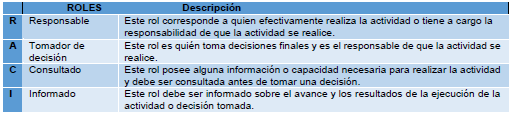 ROLES Descripción
R Responsable Este rol corresponde a quien efectivamente realiza la actividad o tiene a cargo la
responsabilidad de que la actividad se realice.
A Tomador de decisión Este rol es quién toma decisiones finales y es el responsable de que la actividad se
realice.
C Consultado Este rol posee alguna información o capacidad necesaria para realizar la actividad
y debe ser consultada antes de tomar una decisión.
I Informado Este rol debe ser informado sobre el avance y los resultados de la ejecución de la
actividad o decisión tomada.